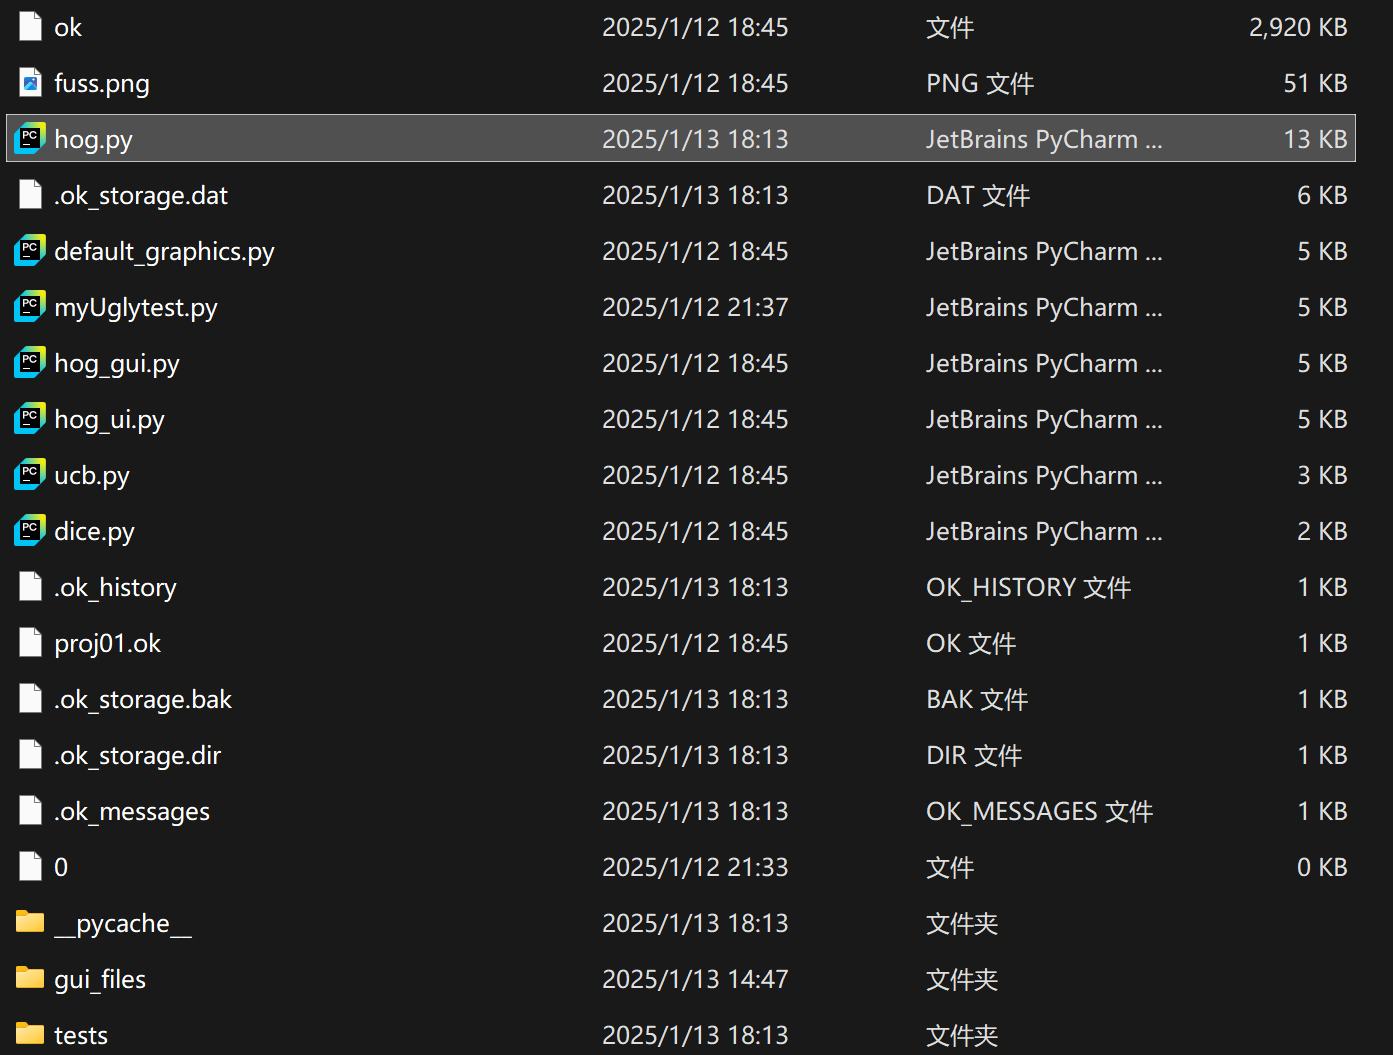 ok 2025/1/12 18:45 文件 2,920 KB
fuss.png 2025/1/12 18:45 PNG 文件 51 KB
hog.py 2025/1/13 18:13 JetBrains PyCharm ... 13 KB
.ok_storage.dat 2025/1/13 18:13 DAT 文件 6 KB
default_graphics.py 2025/1/12 18:45 JetBrains PyCharm ... 5 KB
myUglytest.py 2025/1/12 21:37 JetBrains PyCharm ... 5 KB
hog_gui.py 2025/1/12 18:45 JetBrains PyCharm ... 5 KB
hog_ui.py 2025/1/12 18:45 JetBrains PyCharm ... 5 KB
ucb.py 2025/1/12 18:45 JetBrains PyCharm ... 3 KB
dice.py 2025/1/12 18:45 JetBrains PyCharm ... 2 KB
.ok_history 2025/1/13 18:13 OK_HISTORY 文件 1 KB
proj01.ok 2025/1/12 18:45 OK 文件 1 KB
.ok_storage.bak 2025/1/13 18:13 BAK 文件 1 KB
.ok_storage.dir 2025/1/13 18:13 DIR 文件 1 KB
.ok_messages 2025/1/13 18:13 OK_MESSAGES 文件 1 KB
0 2025/1/12 21:33 文件 0 KB
__pycache__ 2025/1/13 18:13 文件夹
gui_files 2025/1/13 14:47 文件夹
tests 2025/1/13 18:13 文件夹